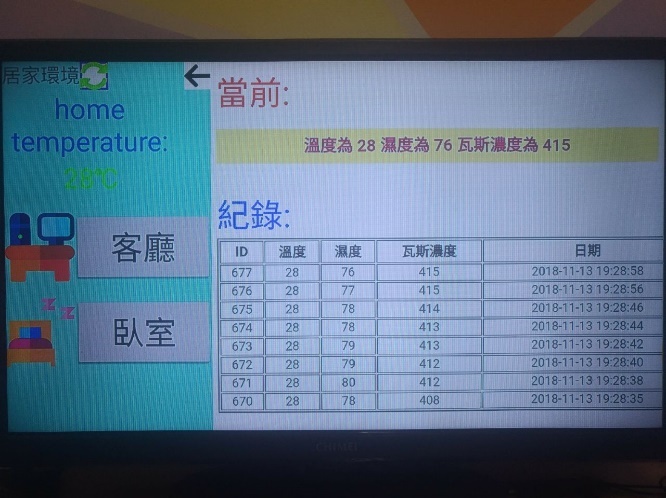 居家環境
home
temperature:
28℃
客廳
臥室
當前:
溫度為 28 濕度為 76 瓦斯濃度為 415
紀錄:
ID 溫度 濕度 瓦斯濃度 日期
677 28 76 415 2018-11-13 19:28:58
676 28 77 415 2018-11-13 19:28:56
675 28 78 414 2018-11-13 19:28:46
674 28 78 413 2018-11-13 19:28:44
673 28 79 413 2018-11-13 19:28:42
672 28 79 412 2018-11-13 19:28:40
671 28 80 412 2018-11-13 19:28:38
670 28 78 408 2018-11-13 19:28:35